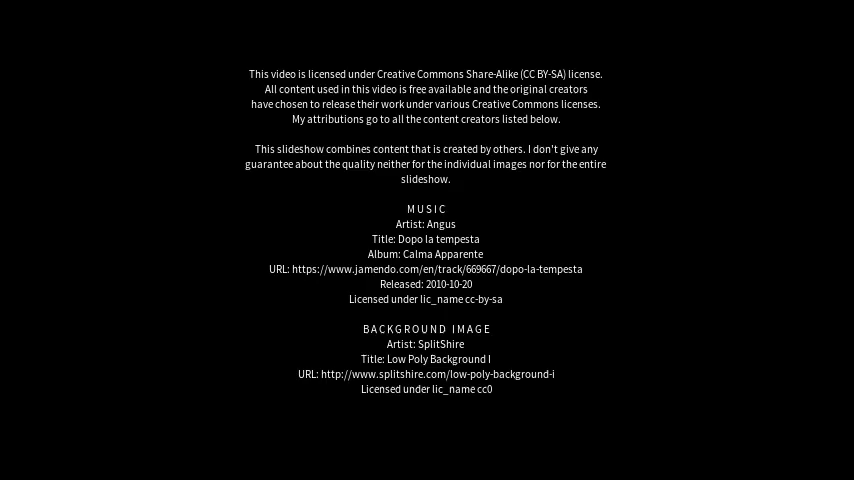 This video is licensed under Creative Commons Share-Alike (CC BY-SA) license.
All content used in this video is free available and the original creators
have chosen to release their work under various Creative Commons licenses.
My attributions go to all the content creators listed below.
This slideshow combines content that is created by others. I don't give any
guarantee about the quality neither for the individual images nor for the entire
slideshow.
MUSIC
Artist: Angus
Title: Dopo la tempesta
Album: Calma Apparente
URL: https://www.jamendo.com/en/track/669667/dopo-la-tempesta
Released: 2010-10-20
Licensed under lic_name cc-by-sa
BACKGROUND IMAGE
Artist: SplitShire
Title: Low Poly Background I
URL: http://www.splitshire.com/low-poly-background-i
Licensed under lic_name cc0